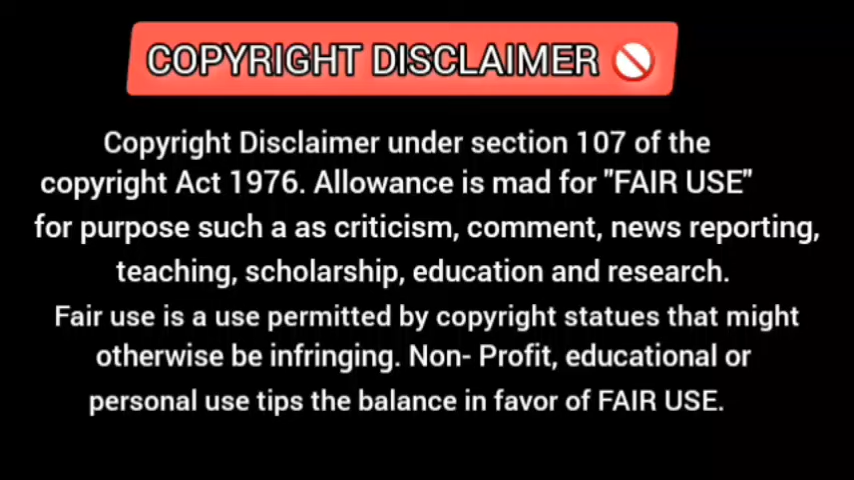 COPYRIGHT DISCLAIMER 🚫
Copyright Disclaimer under section 107 of the
copyright Act 1976. Allowance is mad for "FAIR USE"
for purpose such a as criticism, comment, news reporting,
teaching, scholarship, education and research.
Fair use is a use permitted by copyright statues that might
otherwise be infringing. Non- Profit, educational or
personal use tips the balance in favor of FAIR USE.